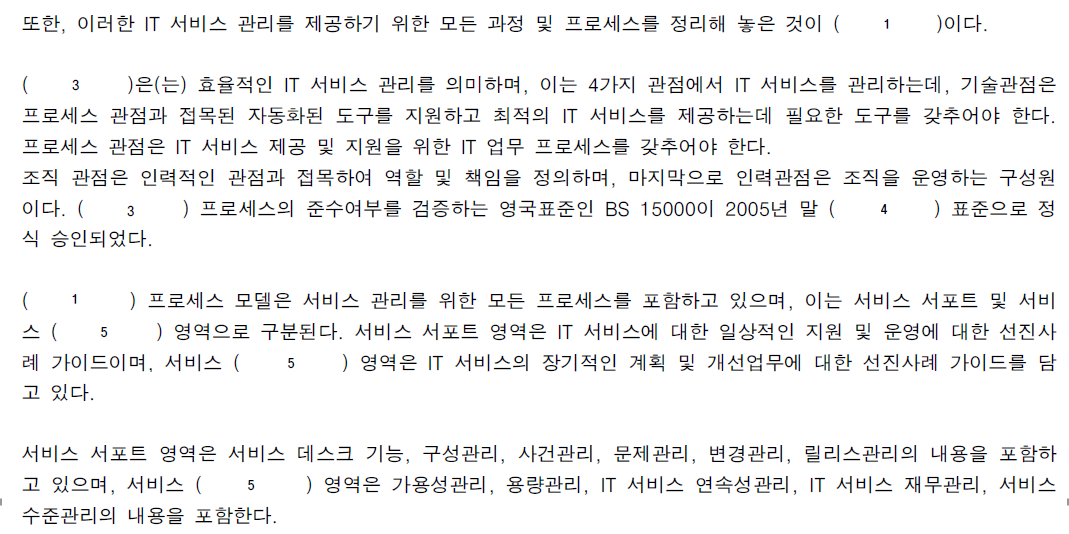 또한, 이러한 IT 서비스 관리를 제공하기 위한 모든 과정 및 프로세스를 정리해 놓은 것이 ( 1 )이다.
( 3 )은(는) 효율적인 IT 서비스 관리를 의미하며, 이는 4가지 관점에서 IT 서비스를 관리하는데, 기술관점은
프로세스 관점과 접목된 자동화된 도구를 지원하고 최적의 IT 서비스를 제공하는데 필요한 도구를 갖추어야 한다.
프로세스 관점은 IT 서비스 제공 및 지원을 위한 IT 업무 프로세스를 갖추어야 한다.
조직 관점은 인력적인 관점과 접목하여 역할 및 책임을 정의하며, 마지막으로 인력관점은 조직을 운영하는 구성원
이다. ( 3 ) 프로세스의 준수여부를 검증하는 영국표준인 BS 15000이 2005년 말 ( 4 ) 표준으로 정
식 승인되었다.
( 1 ) 프로세스 모델은 서비스 관리를 위한 모든 프로세스를 포함하고 있으며, 이는 서비스 서포트 및 서비
스 ( 5 ) 영역으로 구분된다. 서비스 서포트 영역은 IT 서비스에 대한 일상적인 지원 및 운영에 대한 선진사
례 가이드이며, 서비스 ( 5 ) 영역은 IT 서비스의 장기적인 계획 및 개선업무에 대한 선진사례 가이드를 담
고 있다.
서비스 서포트 영역은 서비스 데스크 기능, 구성관리, 사건관리, 문제관리, 변경관리, 릴리스관리의 내용을 포함하
고 있으며, 서비스 ( 5 ) 영역은 가용성관리, 용량관리, IT 서비스 연속성관리, IT 서비스 재무관리, 서비스
수준관리의 내용을 포함한다.